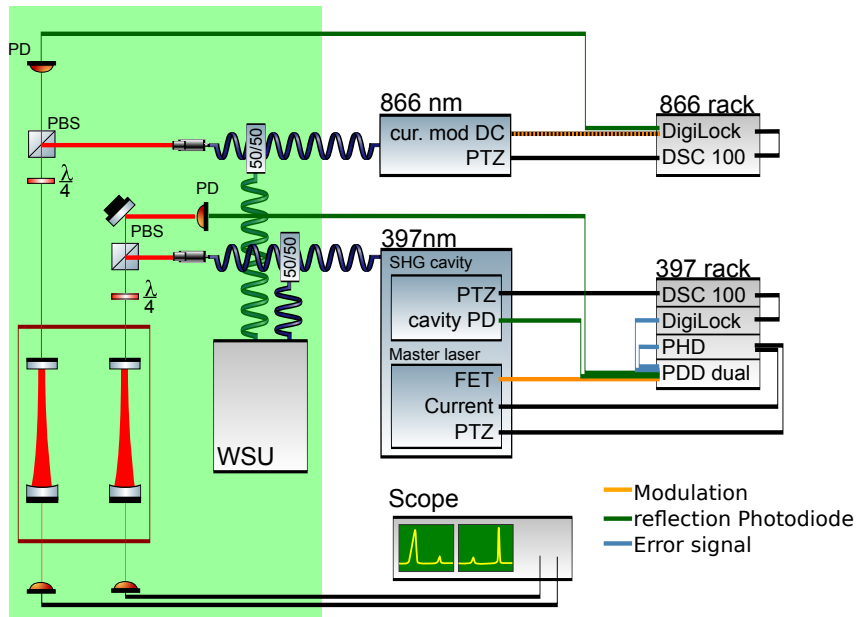 PD
866 nm
866 rack
PBS
50/50
cur. mod DC
PTZ
DigiLock
DSC 100
λ
4
PD
PBS
50/50
397nm
SHG cavity
PTZ
cavity PD
397 rack
DSC 100
DigiLock
PHD
PDD dual
λ
4
Master laser
FET
Current
PTZ
WSU
Scope
Modulation
reflection Photodiode
Error signal